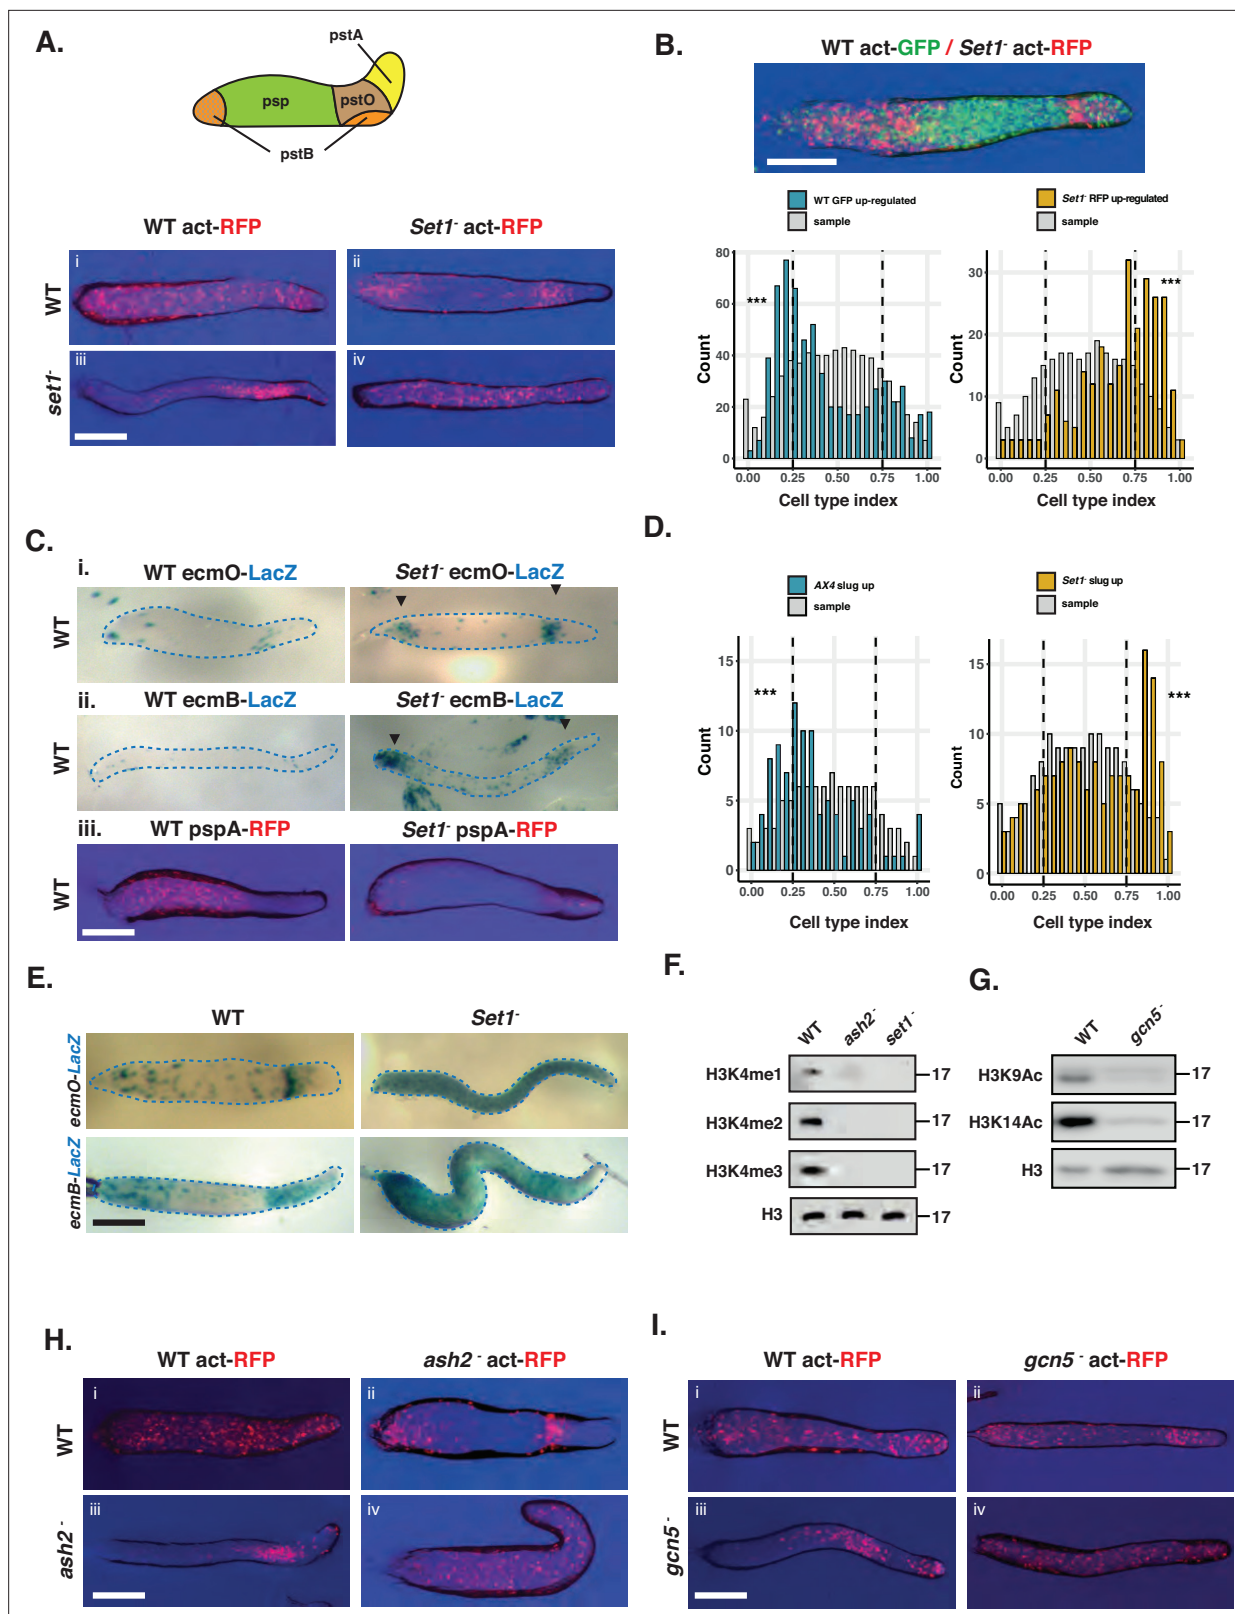 A.
pstA
psp
pstO
pstB
WT act-RFP
Set1- act-RFP
WT
i
ii
set1-
iii
iv
B.
WT act-GFP / Set1- act-RFP
WT GFP up-regulated
sample
Set1- RFP up-regulated
sample
80
60
40
20
0
Count
***
0.00 0.25 0.50 0.75 1.00
Cell type index
30
20
10
0
Count
***
0.00 0.25 0.50 0.75 1.00
Cell type index
C.
i.
WT ecmO-LacZ
Set1- ecmO-LacZ
WT
ii.
WT ecmB-LacZ
Set1- ecmB-LacZ
WT
iii.
WT pspA-RFP
Set1- pspA-RFP
WT
D.
AX4 slug up
sample
Set1- slug up
sample
15
10
5
0
Count
***
0.00 0.25 0.50 0.75 1.00
Cell type index
15
10
5
0
Count
***
0.00 0.25 0.50 0.75 1.00
Cell type index
E.
WT
Set1-
ecmO-LacZ
ecmB-LacZ
F.
WT ash2- set1-
H3K4me1 17
H3K4me2 17
H3K4me3 17
H3 17
G.
WT gcn5-
H3K9Ac 17
H3K14Ac
H3 17
H.
WT act-RFP
ash2- act-RFP
WT
i
ii
ash2-
iii
iv
I.
WT act-RFP
gcn5- act-RFP
WT
i
ii
gcn5-
iii
iv